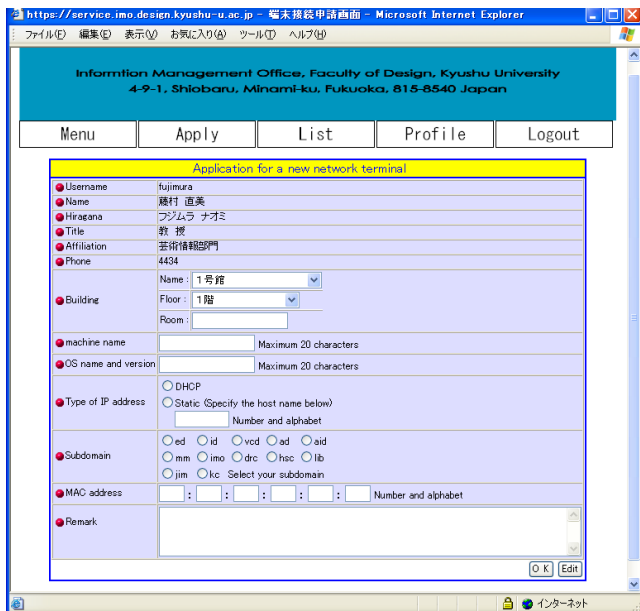 https://service.imo.design.kyushu-u.ac.jp - 端末接続申請画面 - Microsoft Internet Explorer
ファイル(F) 編集(E) 表示(V) お気に入り(A) ツール(T) ヘルプ(H)
Informtion Management Office, Faculty of Design, Kyushu University
4-9-1, Shiobaru, Minami-ku, Fukuoka, 815-8540 Japan
Menu Apply List Profile Logout
Application for a new network terminal
Username fujimura
Name 藤村 直美
Hiragana フジムラ ナオミ
Title 教 授
Affiliation 芸術情報部門
Phone 4434
Building
Name : 1号館
Floor : 1階
Room :
machine name Maximum 20 characters
OS name and version Maximum 20 characters
Type of IP address
DHCP
Static (Specify the host name below)
Number and alphabet
Subdomain
ed id vcd ad aid
mm imo drc hsc lib
jim kc Select your subdomain
MAC address : : : : : Number and alphabet
Remark
O K Edit
インターネット